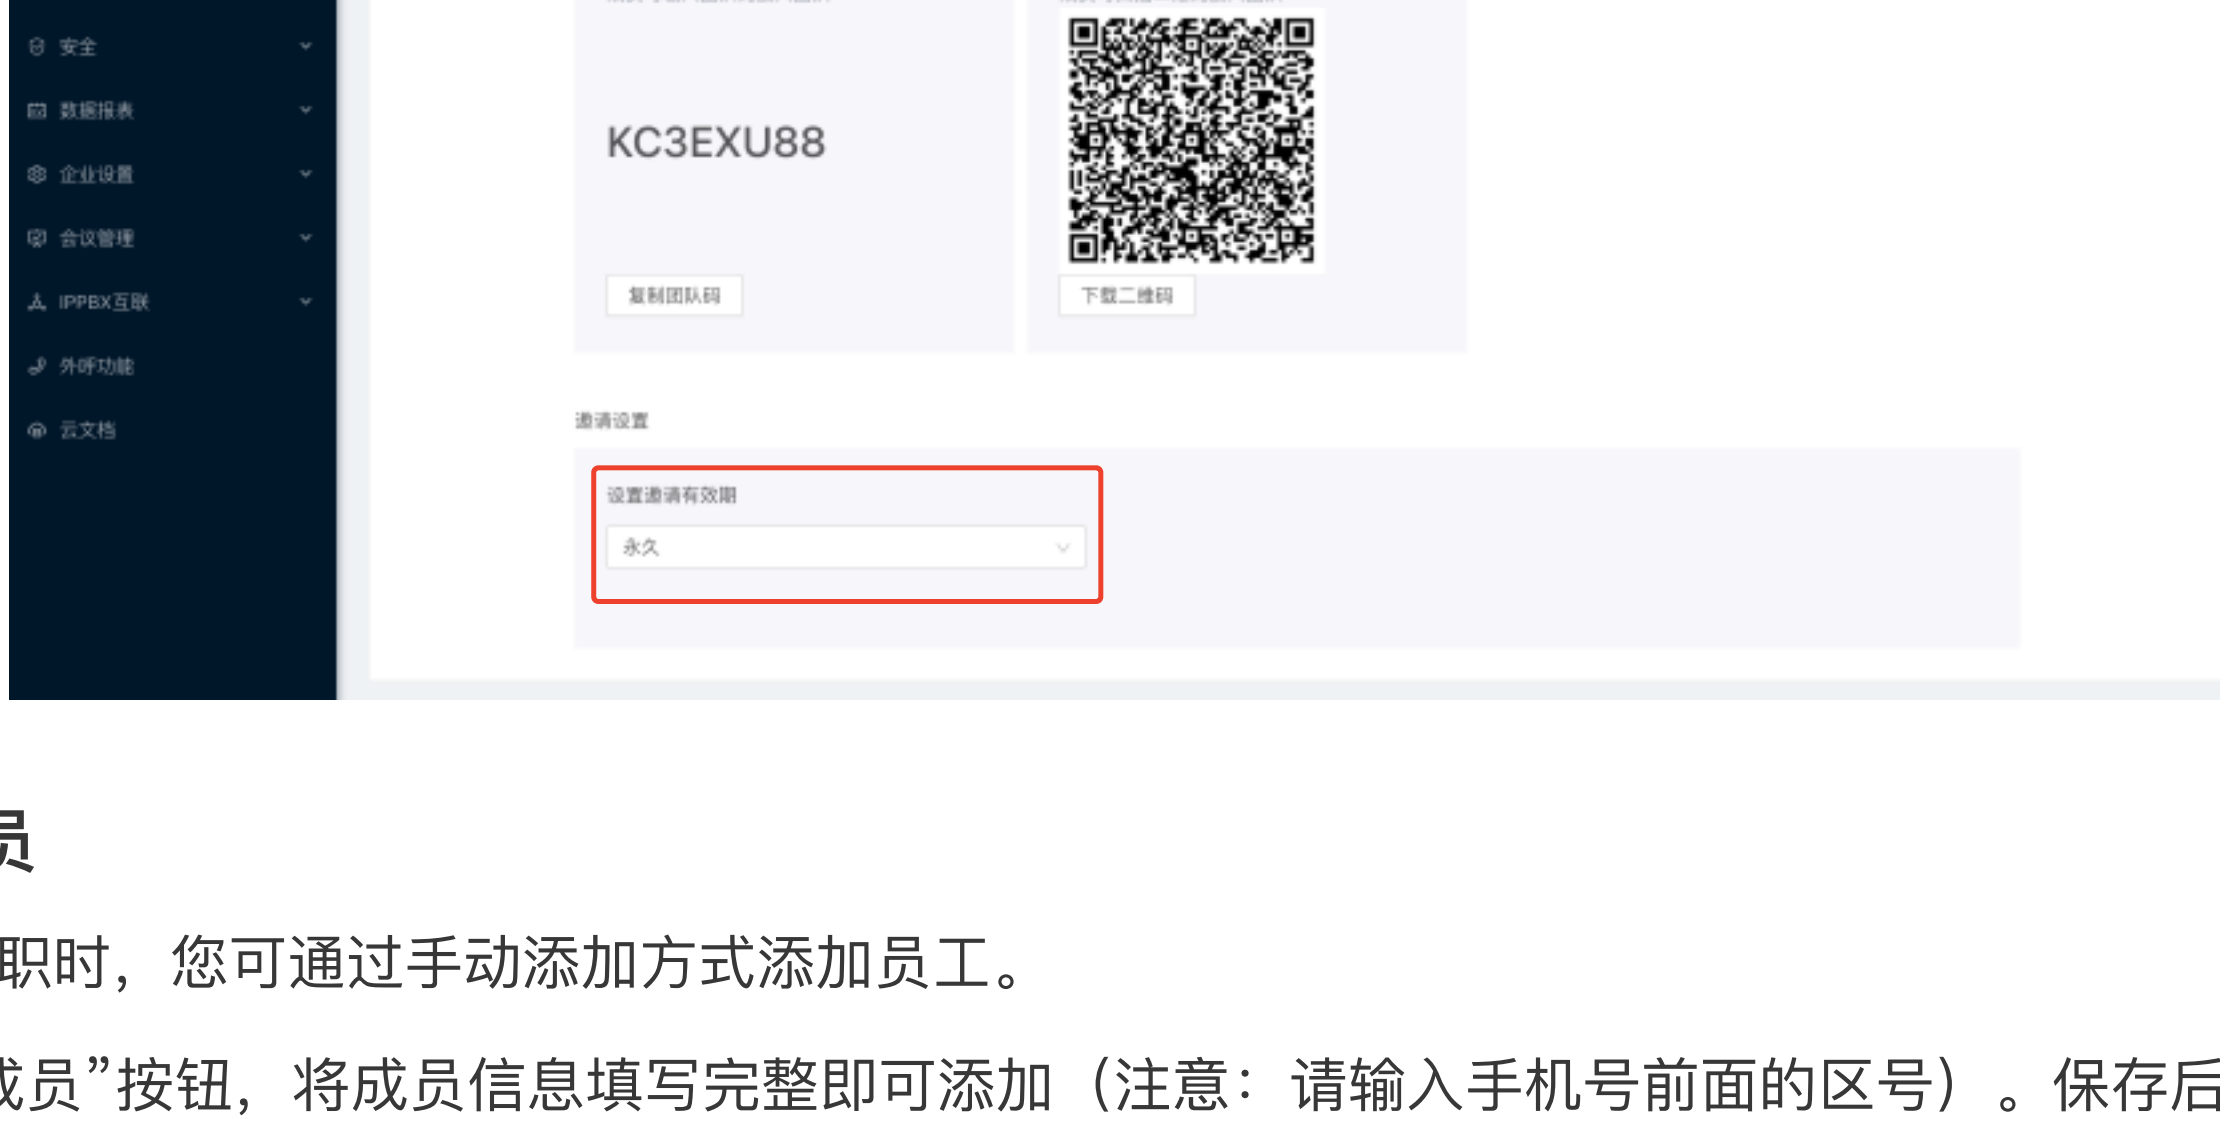 安全
数据报表
企业设置
会议管理
IPPBX互联
外呼功能
云文档
KC3EXU88
复制团队码
下载二维码
邀请设置
设置邀请有效期
永久
员
职时，您可通过手动添加方式添加员工。
成员”按钮，将成员信息填写完整即可添加（注意：请输入手机号前面的区号）。保存后